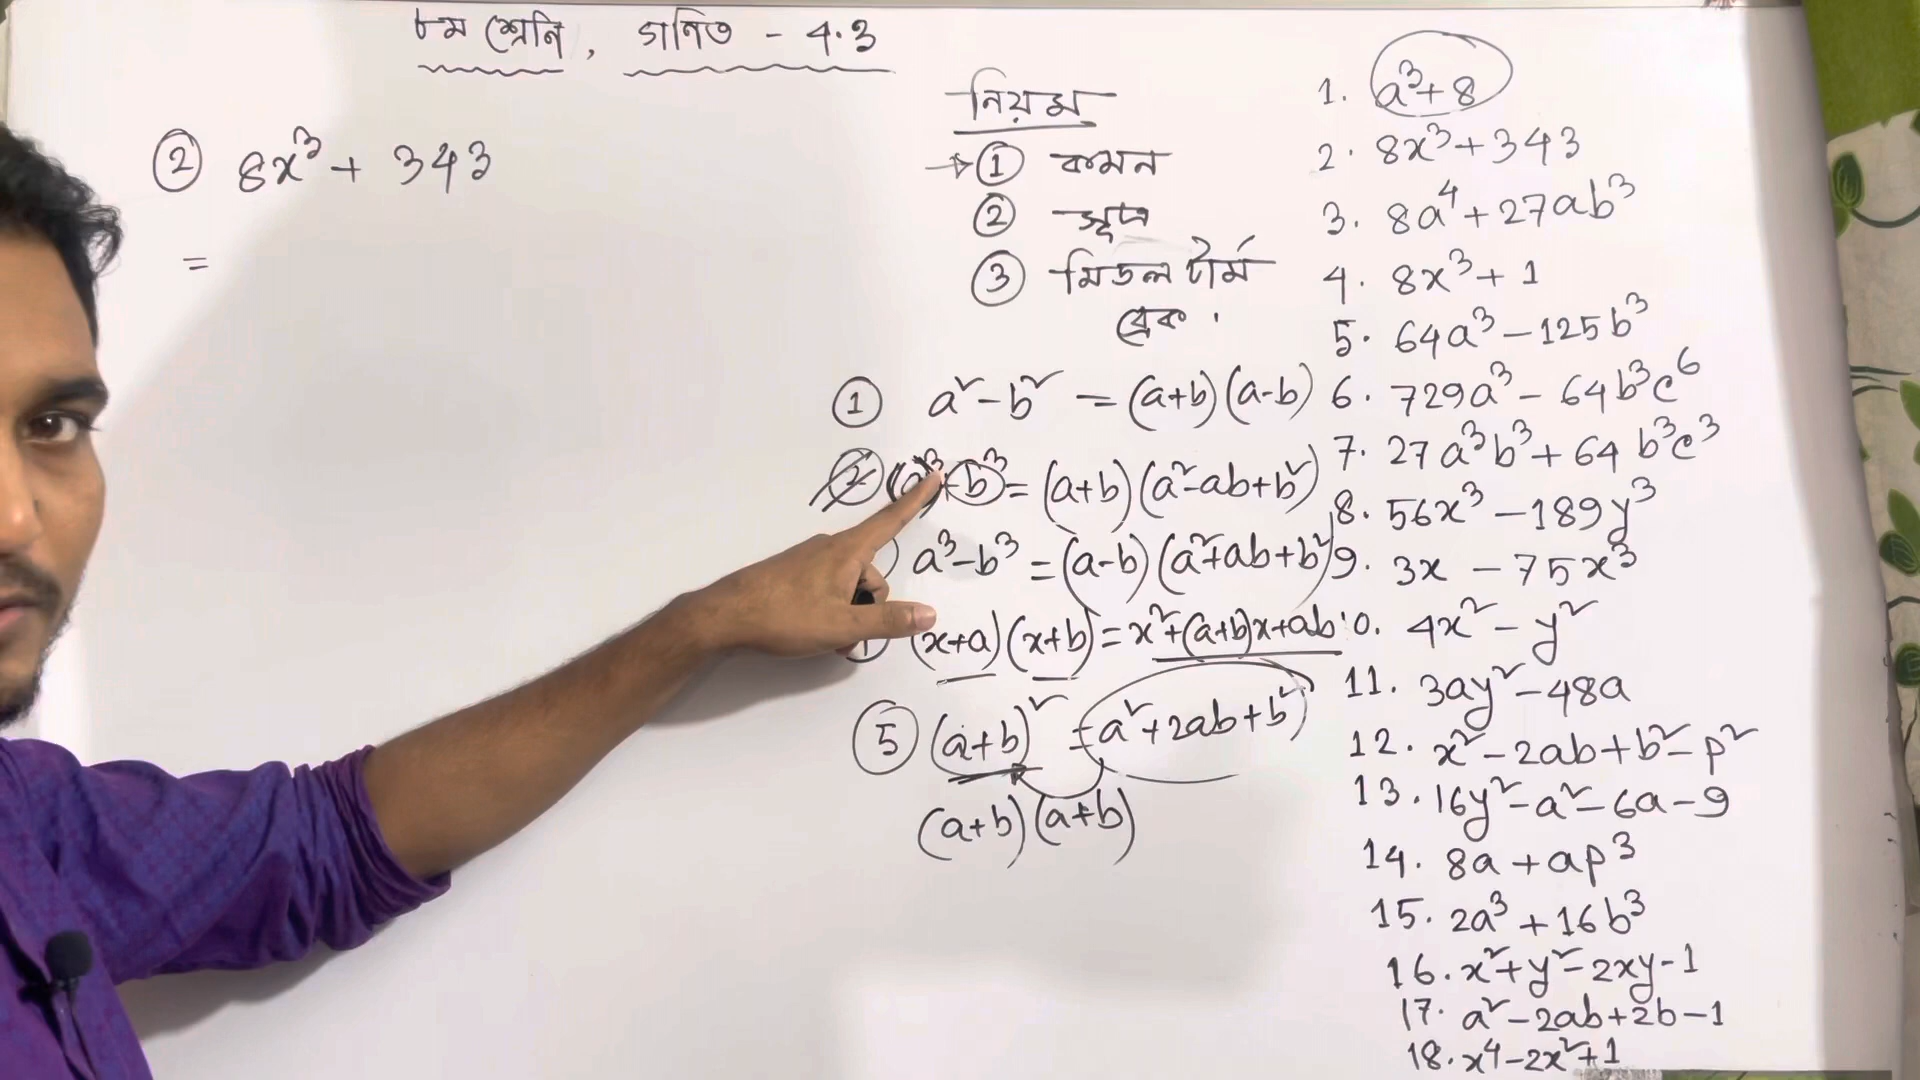 ৮ম শ্রেনি, গনিত - 4.3
② 8x³ + 343
=
নিয়ম
→ ① কমন
② সূত্র
③ মিডল টার্ম
ব্রেক .
① a² - b² = (a+b)(a-b)
② a³ + b³ = (a+b)(a²-ab+b²)
a³ - b³ = (a-b)(a²+ab+b²)
(x+a)(x+b) = x²+(a+b)x+ab
⑤ (a+b)² = a²+2ab+b²
(a+b)(a+b)
1. a³+8
2. 8x³+343
3. 8a⁴+27ab³
4. 8x³+1
5. 64a³-125b³
6. 729a³-64b³c⁶
7. 27a³b³+64b³c³
8. 56x³-189y³
9. 3x-75x³
10. 4x²-y²
11. 3ay²-48a
12. x²-2ab+b²-p²
13. 16y²-a²-6a-9
14. 8a+ap³
15. 2a³+16b³
16. x²+y²-2xy-1
17. a²-2ab+2b-1
18. x4-2x²+1